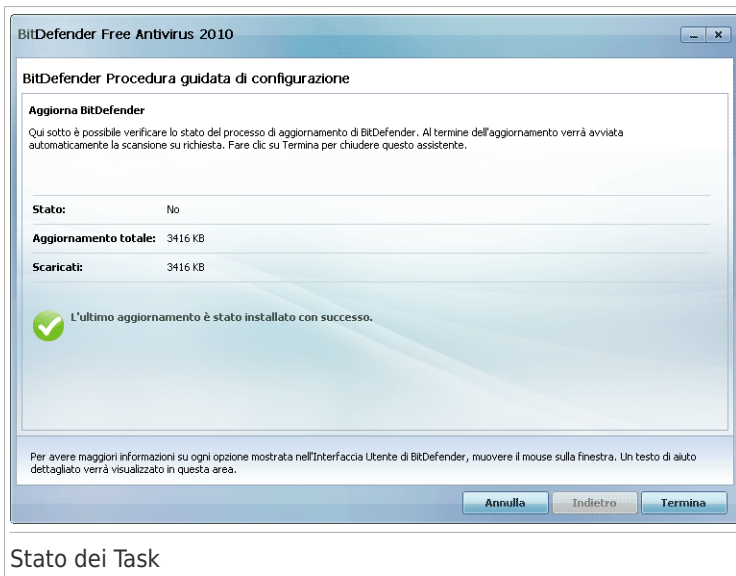 BitDefender Free Antivirus 2010
BitDefender Procedura guidata di configurazione
Aggiorna BitDefender
Qui sotto è possibile verificare lo stato del processo di aggiornamento di BitDefender. Al termine dell'aggiornamento verrà avviata
automaticamente la scansione su richiesta. Fare clic su Termina per chiudere questo assistente.
Stato: No
Aggiornamento totale: 3416 KB
Scaricati: 3416 KB
L'ultimo aggiornamento è stato installato con successo.
Per avere maggiori informazioni su ogni opzione mostrata nell'Interfaccia Utente di BitDefender, muovere il mouse sulla finestra. Un testo di aiuto
dettagliato verrà visualizzato in questa area.
Annulla Indietro Termina
Stato dei Task